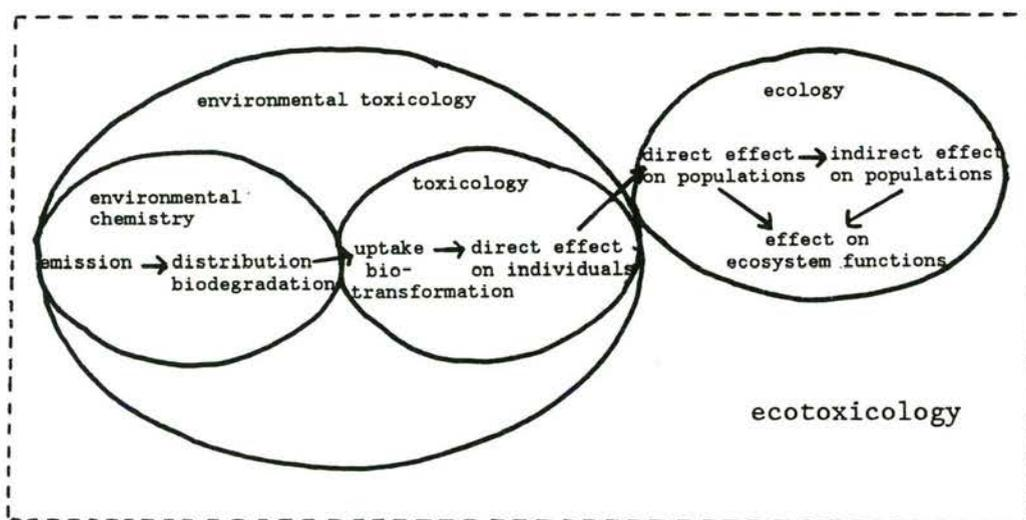 environmental toxicology
ecology
environmental
chemistry
toxicology
emission
distribution
biodegradation
uptake
bio-
transformation
direct effect
on individuals
direct effect
on populations
indirect effect
on populations
effect on
ecosystem functions
ecotoxicology